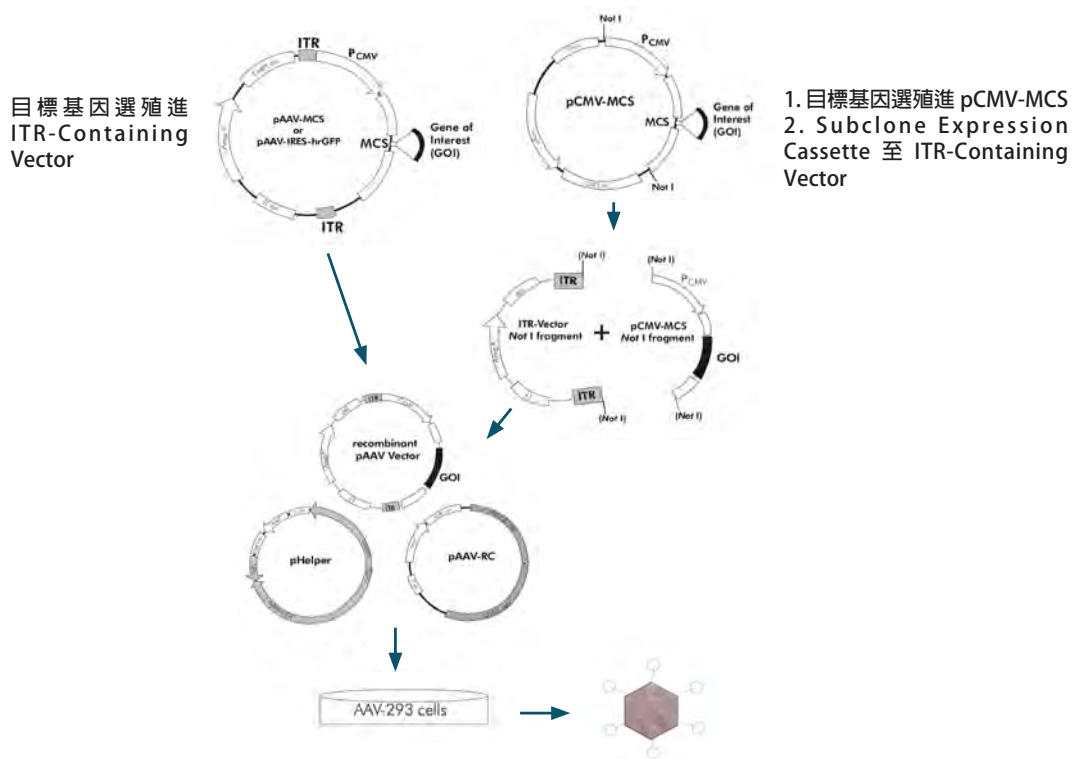 目標基因選殖進
ITR-Containing
Vector
ITR
PCMV
pAAV-MCS
or
pAAV-IRES-hrGFP
MCS
Gene of
Interest
(GOI)
ITR
Not I
PCMV
pCMV-MCS
MCS
Gene of
Interest
(GOI)
Not I
1. 目標基因選殖進 pCMV-MCS
2. Subclone Expression
Cassette 至 ITR-Containing
Vector
(Not I)
ITR
ITR-Vector
Not I fragment
ITR
(Not I)
+
(Not I)
PCMV
pCMV-MCS
Not I fragment
GOI
(Not I)
ITR
recombinant
pAAV Vector
GOI
ITR
pHelper
pAAV-RC
AAV-293 cells